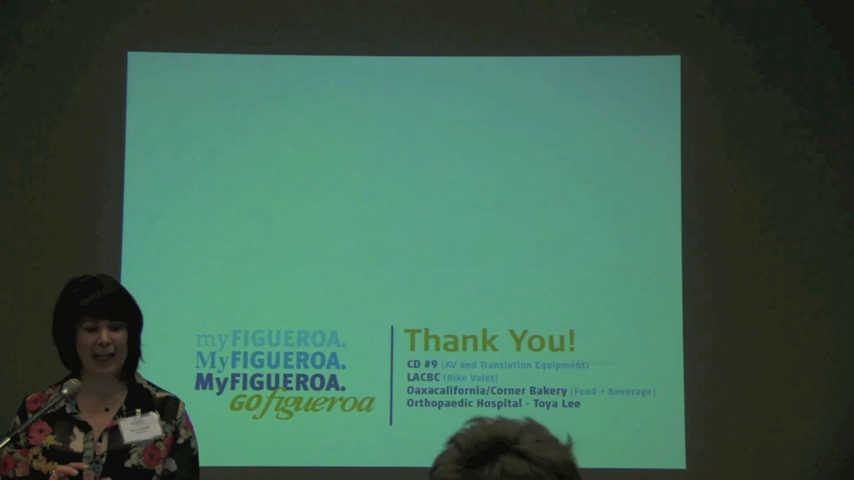 myFIGUEROA.
MyFIGUEROA.
MyFIGUEROA.
GOfigueroa
Thank You!
CD #9 (AV and Translation Equipment)
LACBC (Bike Valet)
Oaxacalifornia/Corner Bakery (Food + Beverage)
Orthopaedic Hospital - Toya Lee